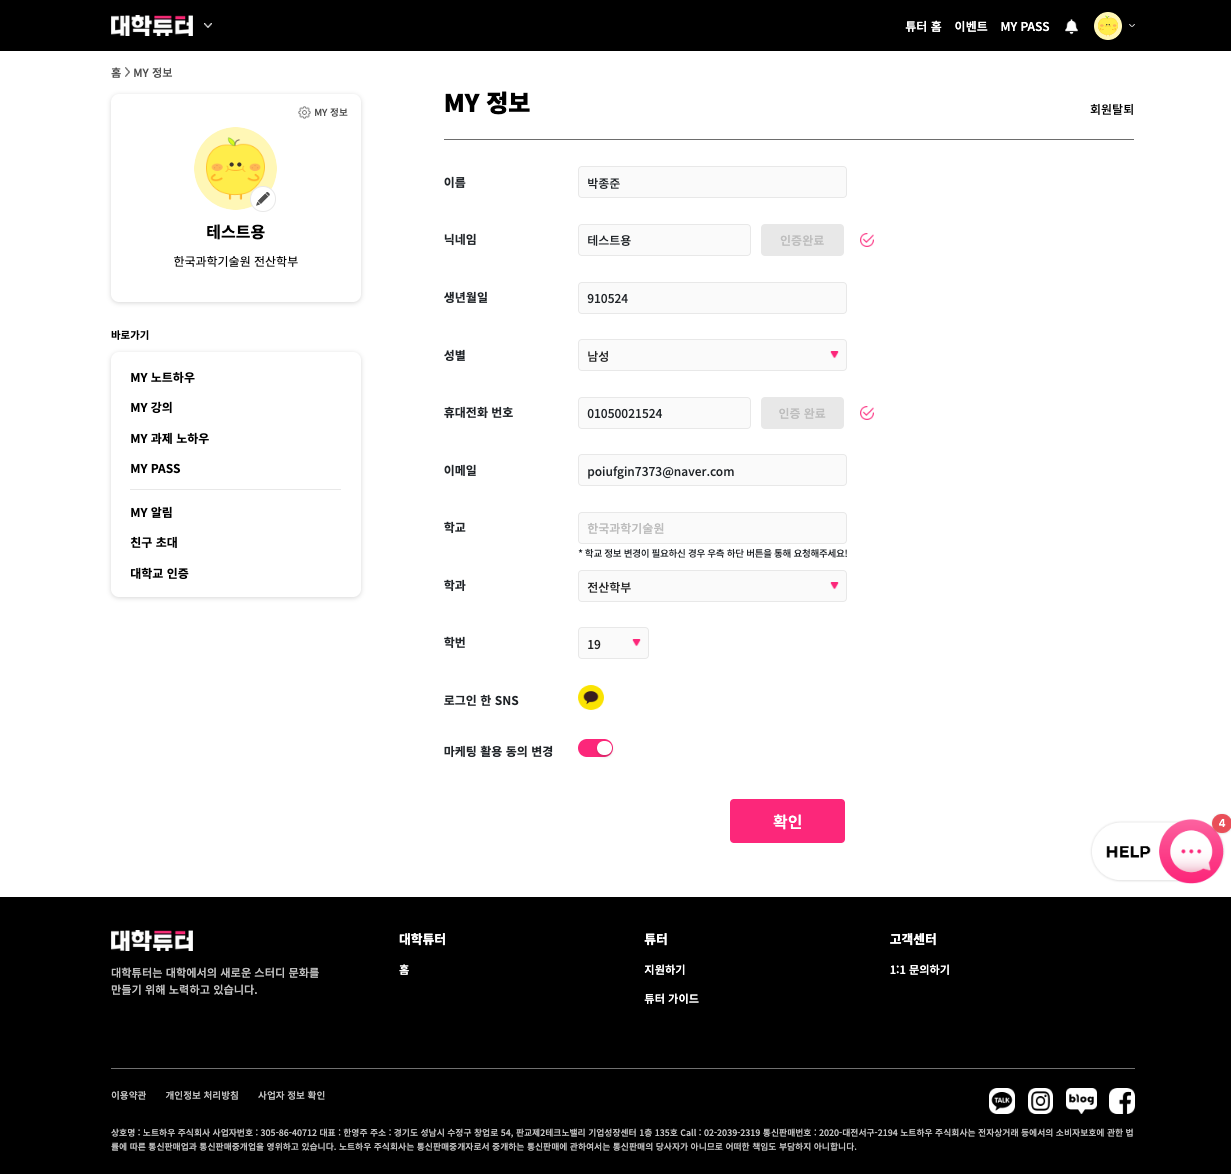 대학튜터
튜터 홈 이벤트 MY PASS
홈 > MY 정보
MY 정보
테스트용
한국과학기술원 전산학부
바로가기
MY 노트하우
MY 강의
MY 과제 노하우
MY PASS
MY 알림
친구 초대
대학교 인증
MY 정보
회원탈퇴
이름 박종준
닉네임 테스트용 인증완료
생년월일 910524
성별 남성
휴대전화 번호 01050021524 인증 완료
이메일 poiufgin7373@naver.com
학교 한국과학기술원
* 학교 정보 변경이 필요하신 경우 우측 하단 버튼을 통해 요청해주세요!
학과 전산학부
학번 19
로그인 한 SNS
마케팅 활용 동의 변경
확인
HELP
4
대학튜터
대학튜터는 대학에서의 새로운 스터디 문화를
만들기 위해 노력하고 있습니다.
대학튜터
홈
튜터
지원하기
튜터 가이드
고객센터
1:1 문의하기
이용약관 개인정보 처리방침 사업자 정보 확인
TALK
blog
상호명 : 노트하우 주식회사 사업자번호 : 305-86-40712 대표 : 한영주 주소 : 경기도 성남시 수정구 창업로 54, 판교제2테크노밸리 기업성장센터 1층 135호 Call : 02-2039-2319 통신판매번호 : 2020-대전서구-2194 노트하우 주식회사는 전자상거래 등에서의 소비자보호에 관한 법
률에 따른 통신판매업과 통신판매중개업을 영위하고 있습니다. 노트하우 주식회사는 통신판매중개자로서 중개하는 통신판매에 관하여서는 통신판매의 당사자가 아니므로 어떠한 책임도 부담하지 아니합니다.